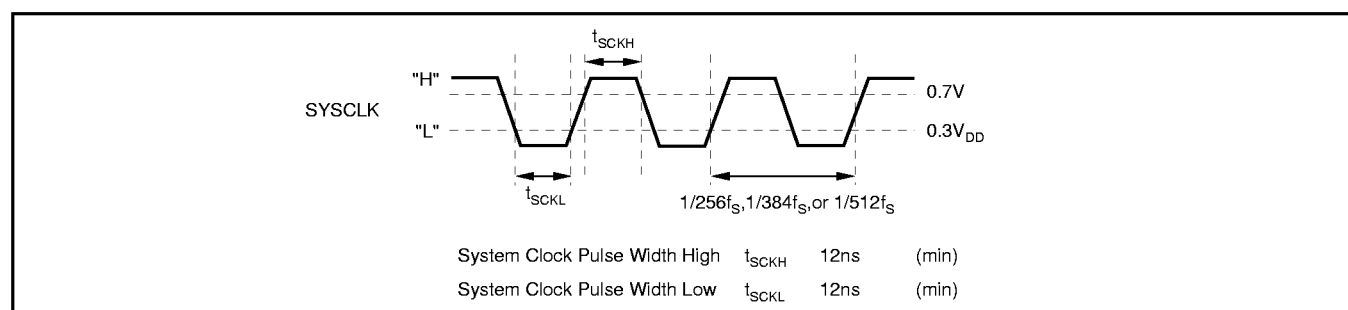 tSCKH
"H"
0.7V
SYSCLK
"L"
0.3VDD
tSCKL
1/256fS,1/384fS,or 1/512fS
System Clock Pulse Width High tSCKH 12ns (min)
System Clock Pulse Width Low tSCKL 12ns (min)